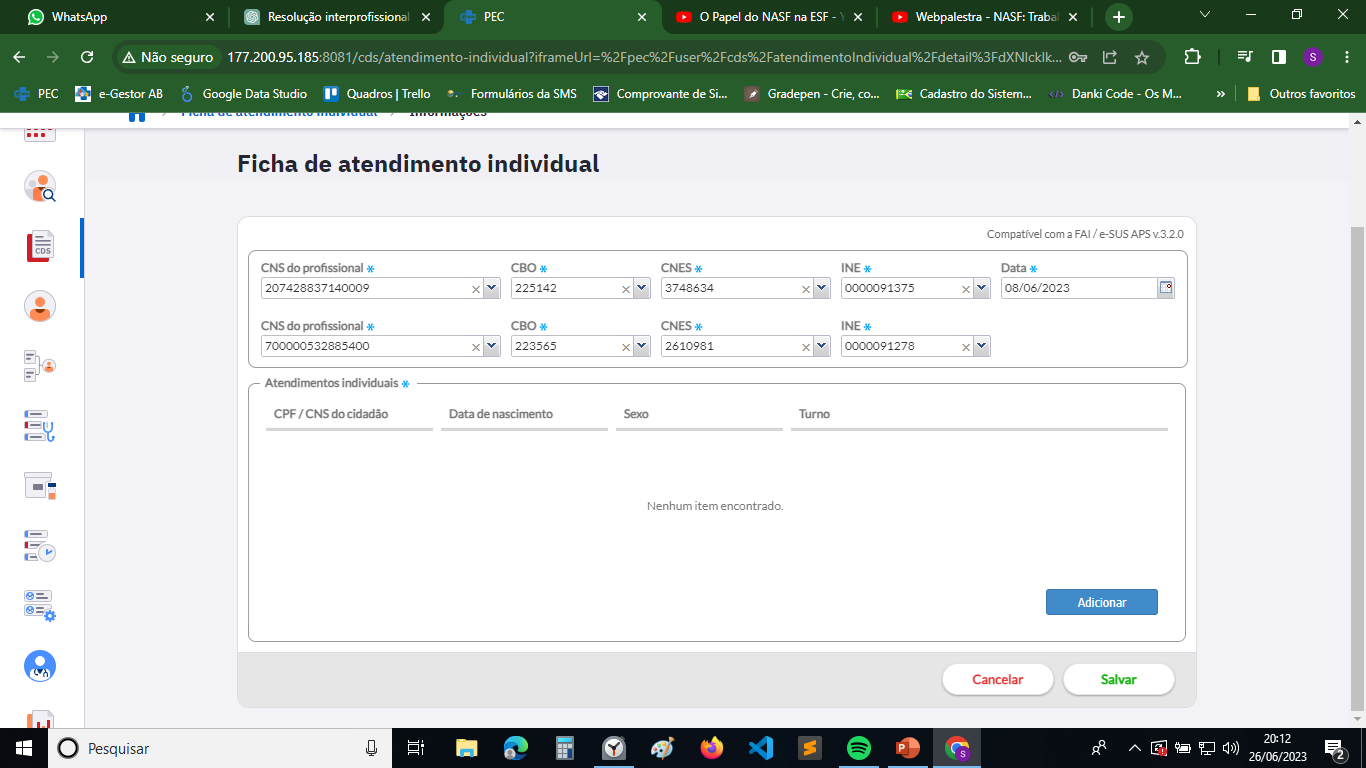 WhatsApp
Resolução interprofissional
PEC
O Papel do NASF na ESF - Y
Webpalestra - NASF: Trabal
Não seguro
177.200.95.185:8081/cds/atendimento-individual?iframeUrl=%2Fpec%2Fuser%2Fcds%2FatendimentoIndividual%2Fdetail%3FdXNlcklk...
S
PEC
e-Gestor AB
Google Data Studio
Quadros | Trello
Formulários da SMS
Comprovante de Si...
Gradepen - Crie, co...
Cadastro do Sistem...
Danki Code - Os M...
»
Outros favoritos
Ficha de atendimento individual
Informações
Ficha de atendimento individual
CDS
Compatível com a FAI / e-SUS APS v.3.2.0
CNS do profissional * CBO * CNES * INE * Data *
207428837140009 225142 3748634 0000091375 08/06/2023
CNS do profissional * CBO * CNES * INE *
700000532885400 223565 2610981 0000091278
Atendimentos individuais *
CPF / CNS do cidadão Data de nascimento Sexo Turno
Nenhum item encontrado.
Adicionar
Cancelar
Salvar
Pesquisar
20:12
26/06/2023
2